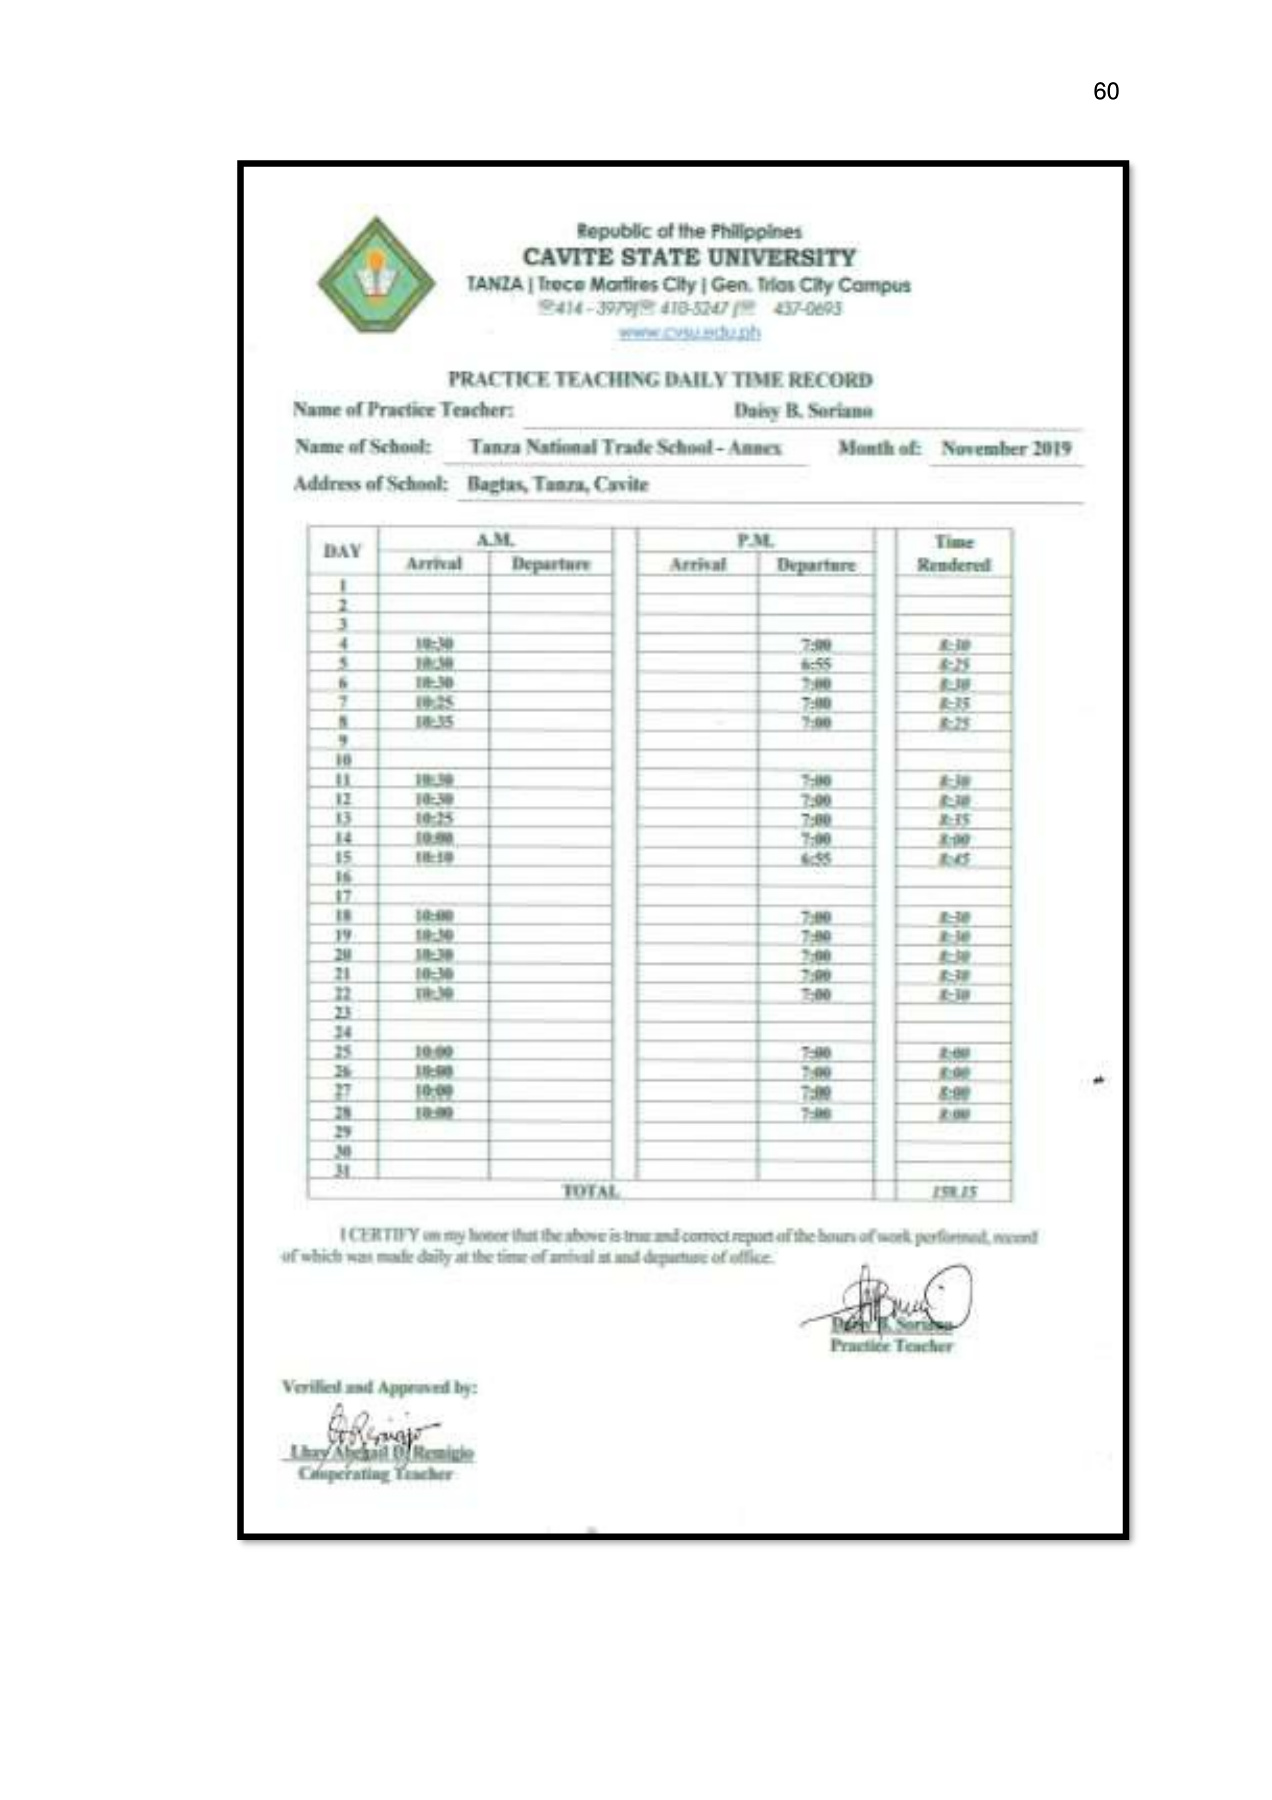 60
Republic of the Philippines
CAVITE STATE UNIVERSITY
TANZA | Trece Martires City | Gen. Trias City Campus
☏414 - 3979|☏ 410-5247 |☏ 437-0693
www.cvsu.edu.ph
PRACTICE TEACHING DAILY TIME RECORD
Name of Practice Teacher: Daisy B. Soriano
Name of School: Tanza National Trade School - Annex Month of: November 2019
Address of School: Bagtas, Tanza, Cavite
DAY A.M. P.M. Time Rendered
Arrival Departure Arrival Departure
1
2
3
4 10:30 7:00 8:30
5 10:30 6:55 8:25
6 10:30 7:00 8:30
7 10:25 7:00 8:35
8 10:35 7:00 8:25
9
10
11 10:30 7:00 8:30
12 10:30 7:00 8:30
13 10:25 7:00 8:35
14 10:00 7:00 8:00
15 10:10 6:55 8:45
16
17
18 10:00 7:00 8:30
19 10:30 7:00 8:30
20 10:30 7:00 8:30
21 10:30 7:00 8:30
22 10:30 7:00 8:30
23
24
25 10:00 7:00 8:00
26 10:00 7:00 8:00
27 10:00 7:00 8:00
28 10:00 7:00 8:00
29
30
31
TOTAL
I CERTIFY on my honor that the above is true and correct report of the hours of work performed, record
of which was made daily at the time of arrival at and departure of office.
Daisy B. Soriano
Practice Teacher
Verified and Approved by:
Remigio
Cooperating Teacher